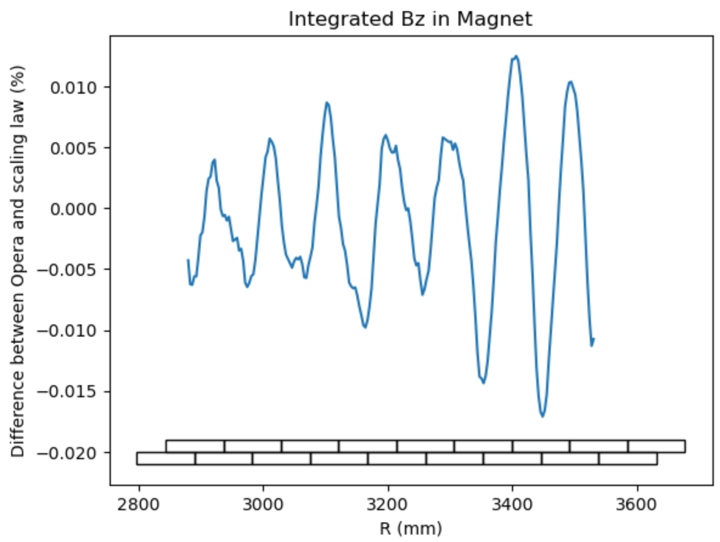 Integrated Bz in Magnet
Difference between Opera and scaling law (%)
0.010
0.005
0.000
−0.005
−0.010
−0.015
−0.020
2800 3000 3200 3400 3600
R (mm)